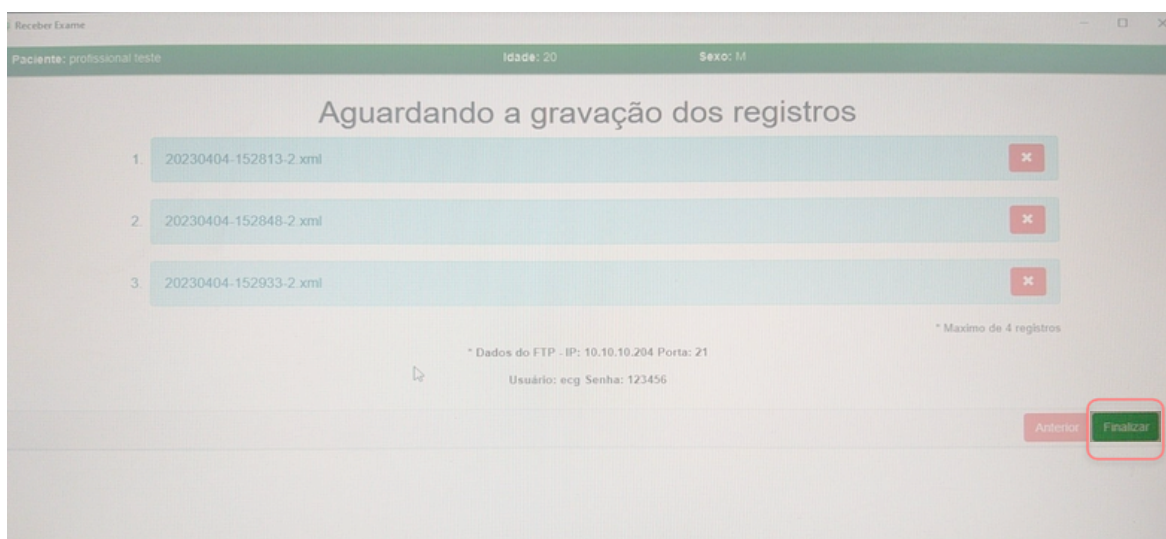 Receber Exame
Paciente: profissional teste Idade: 20 Sexo: M
Aguardando a gravação dos registros
1. 20230404-152813-2.xml
2. 20230404-152848-2.xml
3. 20230404-152933-2.xml
* Maximo de 4 registros
* Dados do FTP - IP: 10.10.10.204 Porta: 21
Usuário: ecg Senha: 123456
Anterior Finalizar